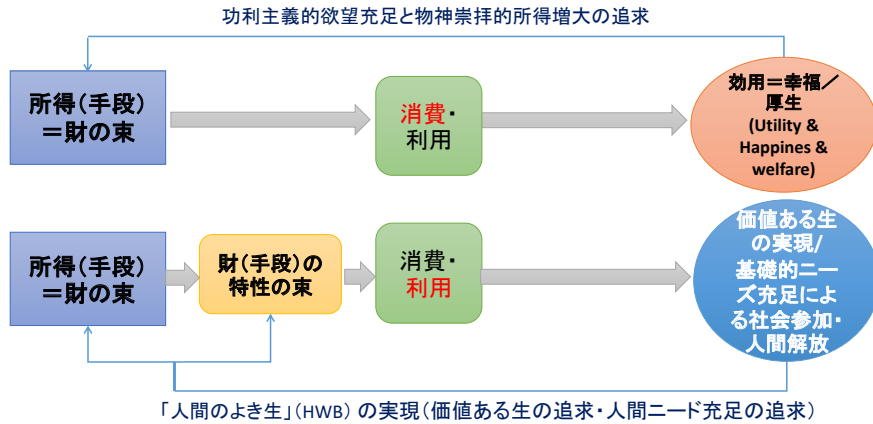 功利主義的欲望充足と物神崇拝的所得増大の追求
所得(手段)
＝財の束
消費・
利用
効用＝幸福／
厚生
(Utility &
Happines &
welfare)
所得(手段)
＝財の束
財(手段)の
特性の束
消費・
利用
価値ある生
の実現/
基礎的ニー
ズ充足によ
る社会参加・
人間解放
「人間のよき生」(HWB) の実現(価値ある生の追求・人間ニード充足の追求)